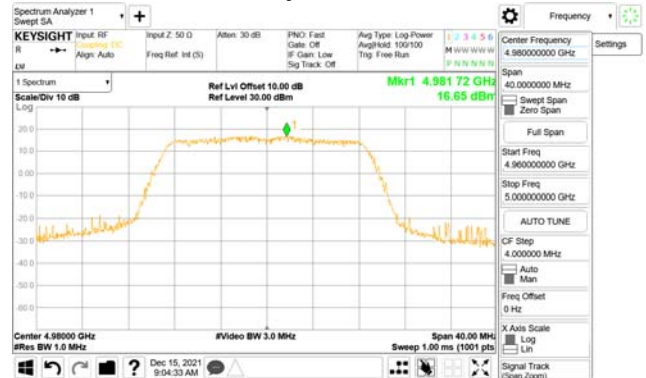 Spectrum Analyzer 1
Swept SA
Frequency
KEYSIGHT
R
Input: RF
Coupling: DC
Align: Auto
Input Z: 50 Ω
Freq Ref: Int (S)
Atten: 30 dB
PNO: Fast
Gate: Off
IF Gain: Low
Sig Track: Off
Avg Type: Log-Power
Avg|Hold: 100/100
Trig: Free Run
1 2 3 4 5 6
M W W W W W
P N N N N N
1 Spectrum
Scale/Div 10 dB
Log
Ref Lvl Offset 10.00 dB
Ref Level 30.00 dBm
Mkr1 4.981 72 GHz
16.65 dBm
1
20.0
10.0
0.00
-10.0
-20.0
-30.0
-40.0
-50.0
-60.0
Center 4.98000 GHz
#Res BW 1.0 MHz
#Video BW 3.0 MHz
Span 40.00 MHz
Sweep 1.00 ms (1001 pts
Center Frequency
4.980000000 GHz
Settings
Span
40.0000000 MHz
Swept Span
Zero Span
Full Span
Start Freq
4.960000000 GHz
Stop Freq
5.000000000 GHz
AUTO TUNE
CF Step
4.000000 MHz
Auto
Man
Freq Offset
0 Hz
X Axis Scale
Log
Lin
Signal Track
(Span Zoom)
?
Dec 15, 2021
9:04:33 AM